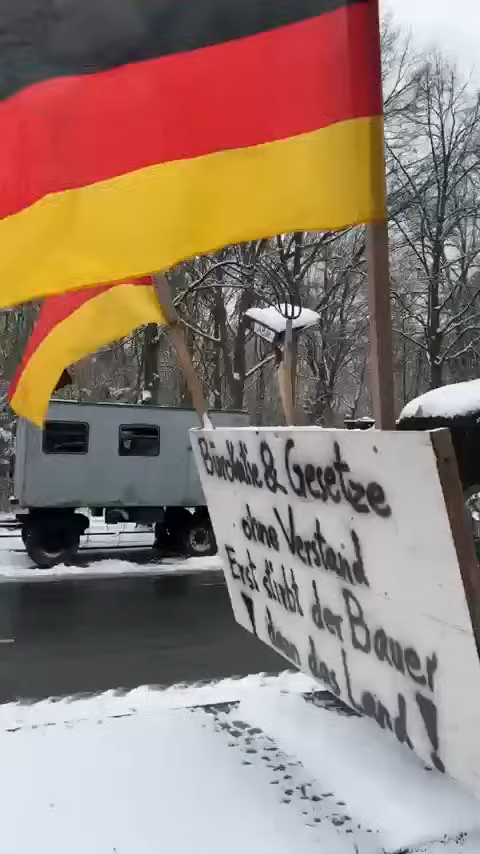 Bürokratie & Gesetze
ohne Verstand
Erst stirbt der Bauer
! dann das Land!